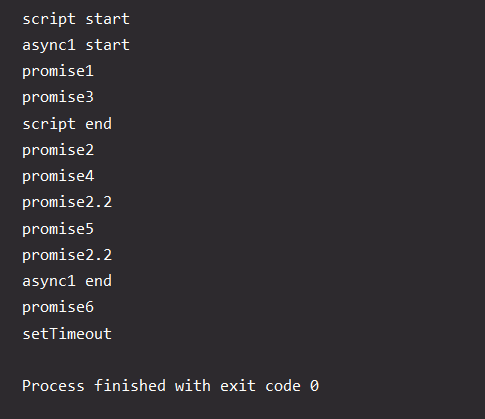 script start
async1 start
promise1
promise3
script end
promise2
promise4
promise2.2
promise5
promise2.2
async1 end
promise6
setTimeout
Process finished with exit code 0